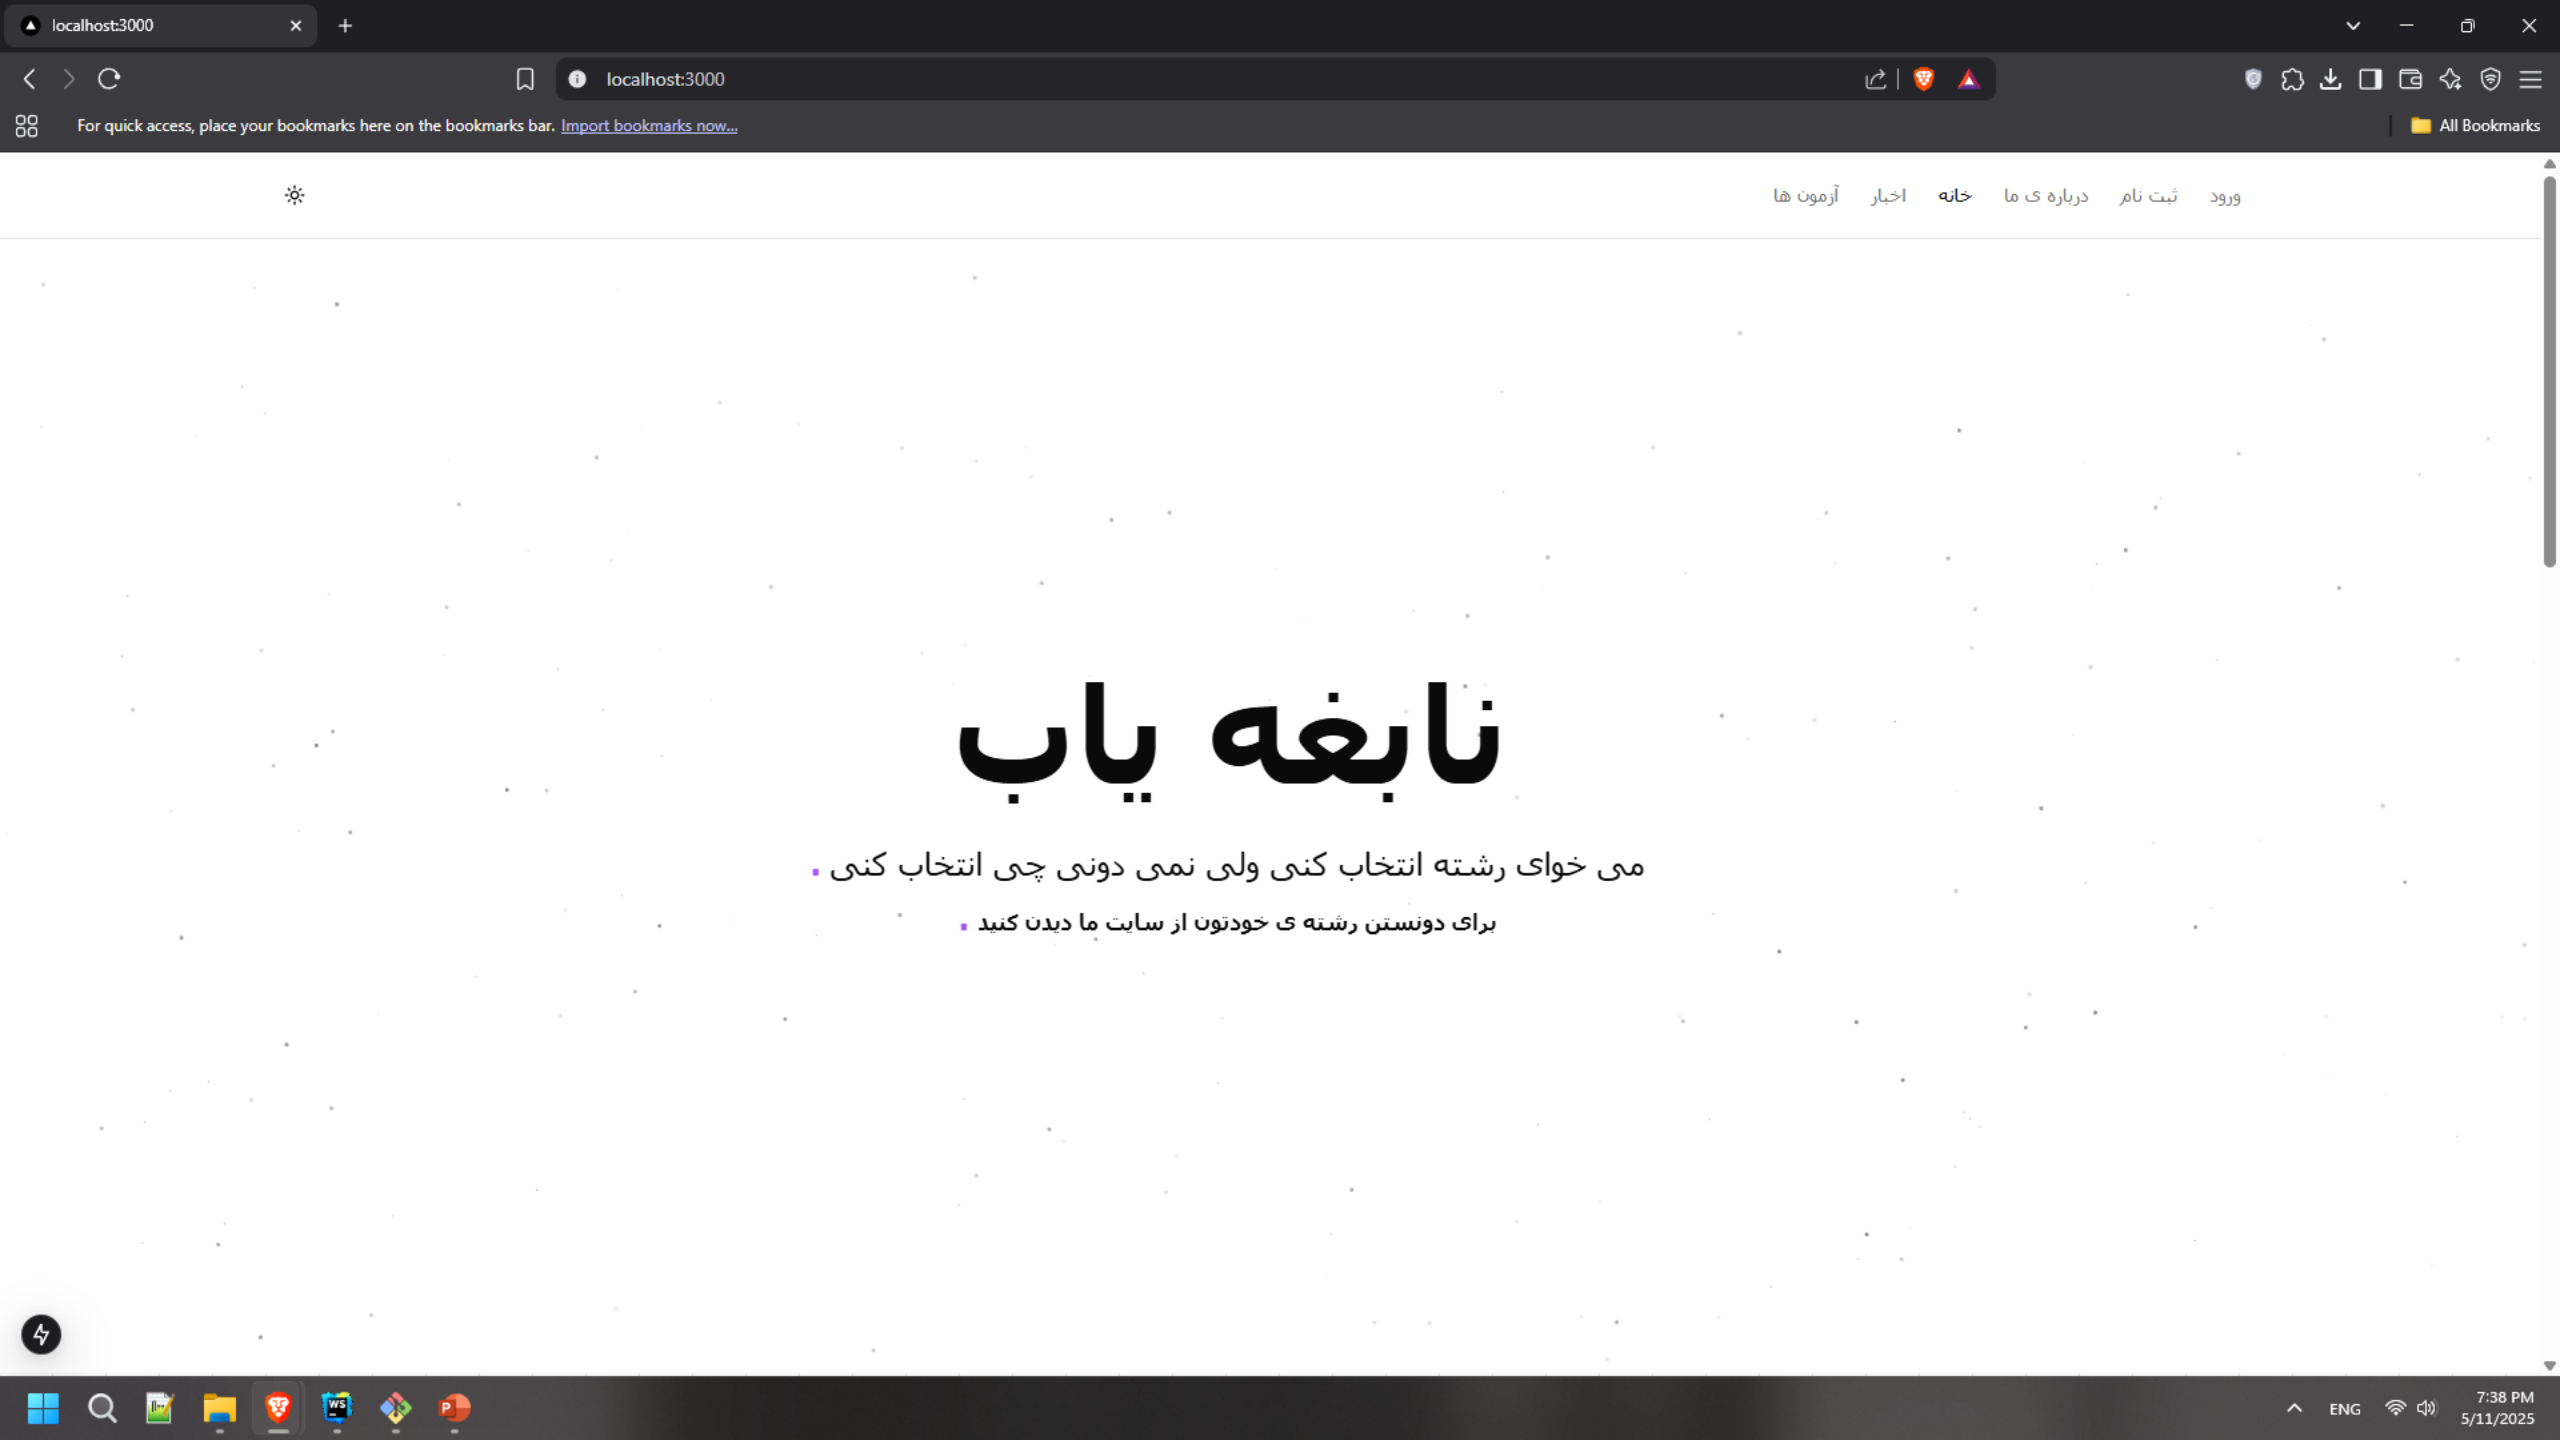 localhost:3000
localhost:3000
For quick access, place your bookmarks here on the bookmarks bar. Import bookmarks now...
All Bookmarks
ورود ثبت نام درباره ی ما خانه اخبار آزمون ها
نابغه یاب
می خوای رشته انتخاب کنی ولی نمی دونی چی انتخاب کنی .
برای دونستن رشته ی خودتون از سایت ما دیدن کنید .
WS
P
ENG
7:38 PM
5/11/2025